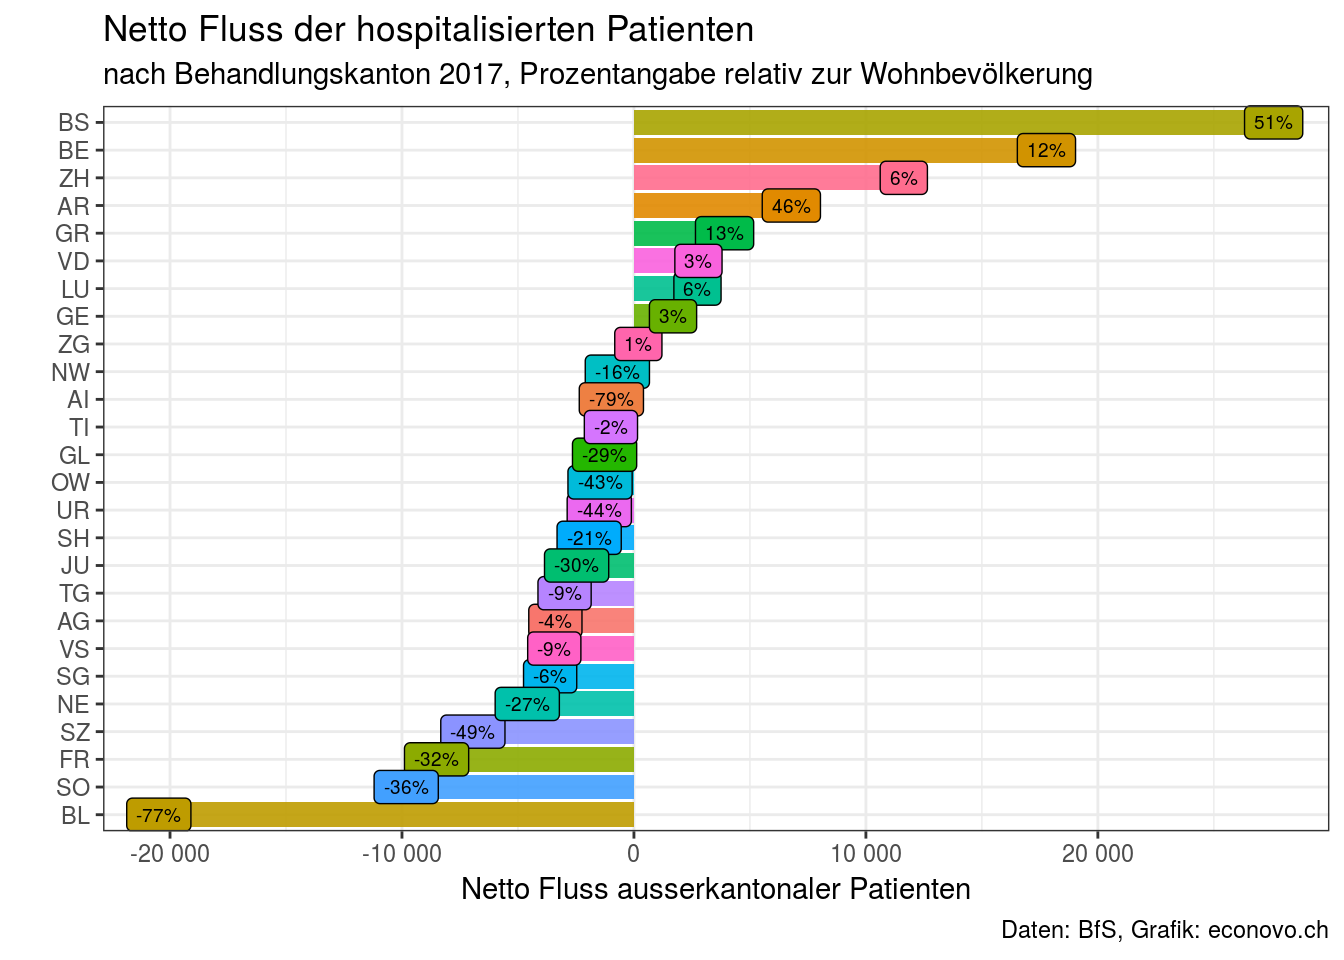 Netto Fluss der hospitalisierten Patienten
nach Behandlungskanton 2017, Prozentangabe relativ zur Wohnbevölkerung
BS 51%
BE 12%
ZH 6%
AR 46%
GR 13%
VD 3%
LU 6%
GE 3%
ZG 1%
NW -16%
AI -79%
TI -2%
GL -29%
OW -43%
UR -44%
SH -21%
JU -30%
TG -9%
AG -4%
VS -9%
SG -6%
NE -27%
SZ -49%
FR -32%
SO -36%
BL -77%
-20 000 -10 000 0 10 000 20 000
Netto Fluss ausserkantonaler Patienten
Daten: BfS, Grafik: econovo.ch